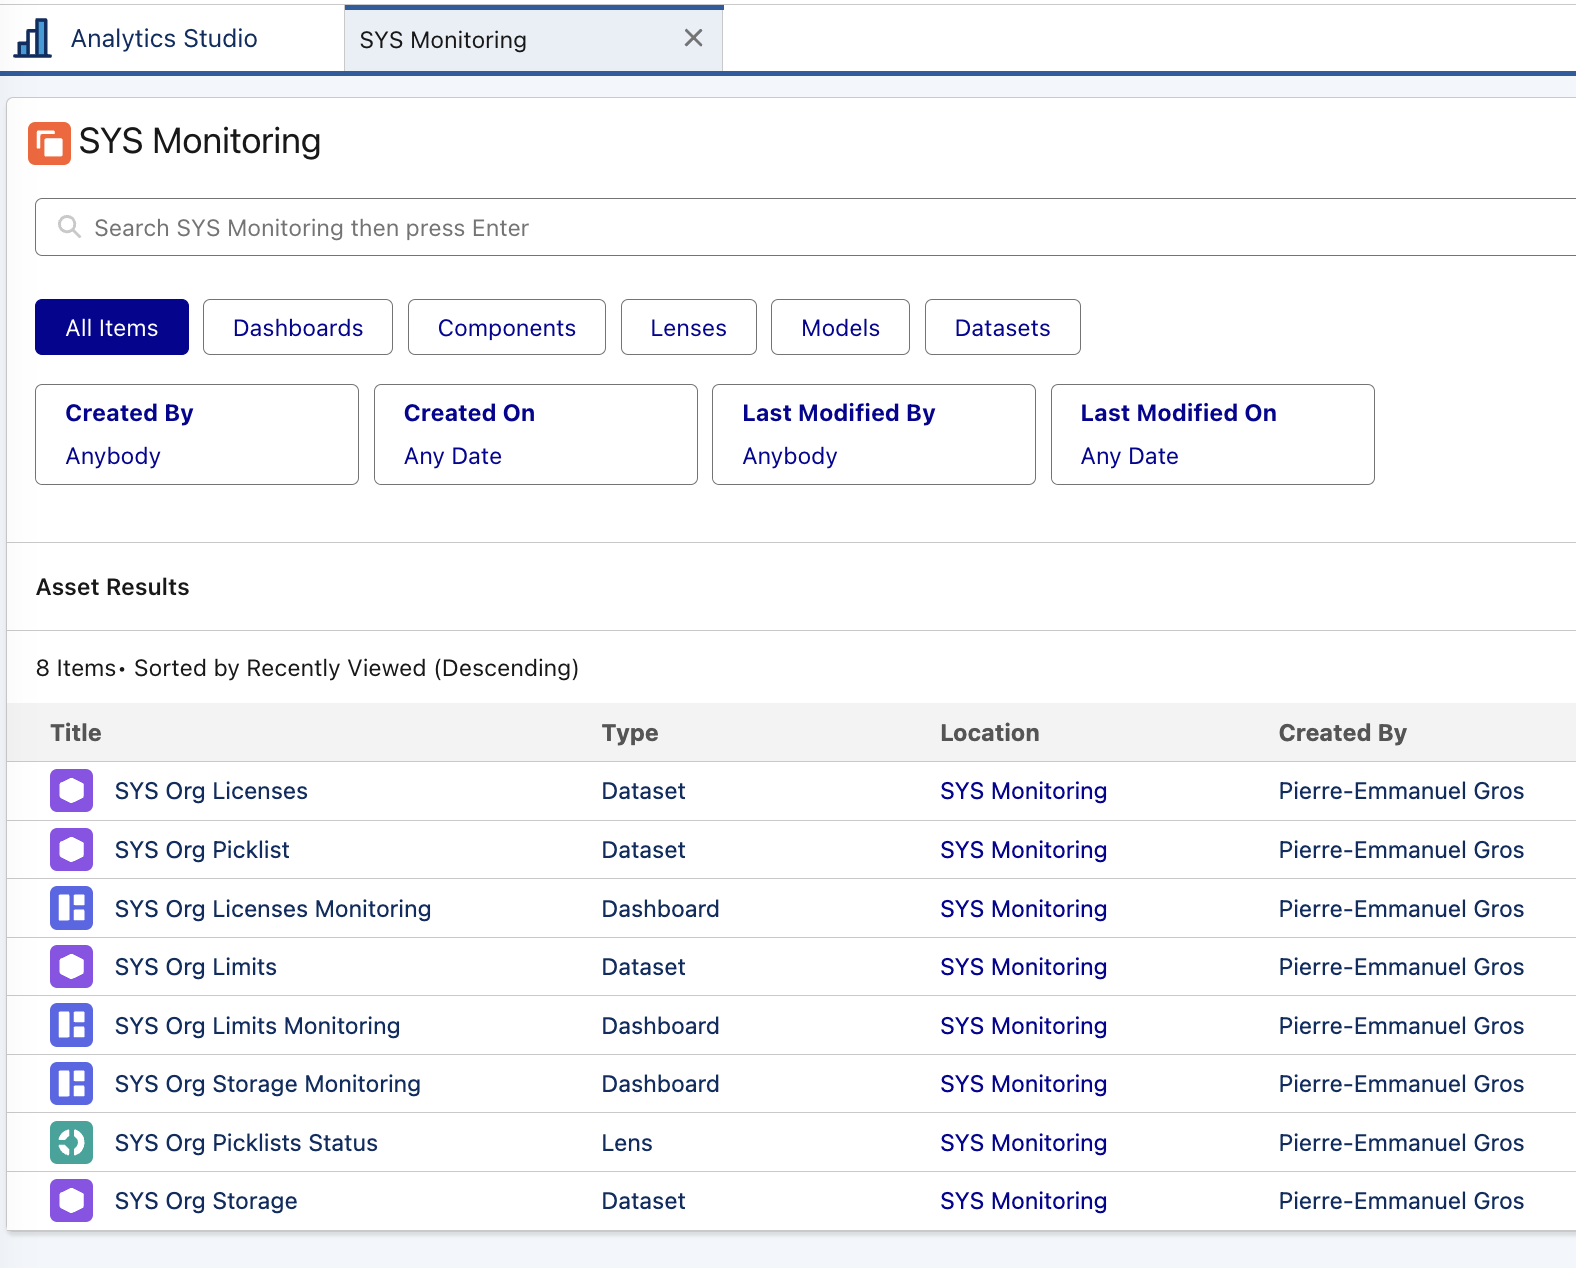 Analytics Studio
SYS Monitoring
SYS Monitoring
Search SYS Monitoring then press Enter
All Items Dashboards Components Lenses Models Datasets
Created By Created On Last Modified By Last Modified On
Anybody Any Date Anybody Any Date
Asset Results
8 Items• Sorted by Recently Viewed (Descending)
Title Type Location Created By
SYS Org Licenses Dataset SYS Monitoring Pierre-Emmanuel Gros
SYS Org Picklist Dataset SYS Monitoring Pierre-Emmanuel Gros
SYS Org Licenses Monitoring Dashboard SYS Monitoring Pierre-Emmanuel Gros
SYS Org Limits Dataset SYS Monitoring Pierre-Emmanuel Gros
SYS Org Limits Monitoring Dashboard SYS Monitoring Pierre-Emmanuel Gros
SYS Org Storage Monitoring Dashboard SYS Monitoring Pierre-Emmanuel Gros
SYS Org Picklists Status Lens SYS Monitoring Pierre-Emmanuel Gros
SYS Org Storage Dataset SYS Monitoring Pierre-Emmanuel Gros